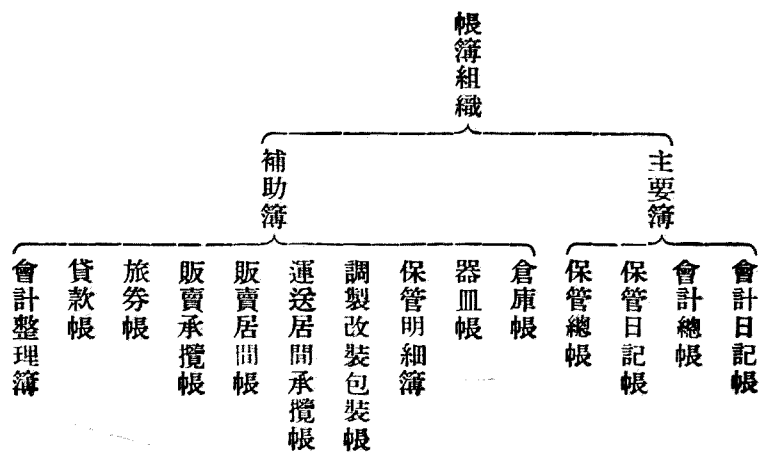 帳簿組織
主要簿
會計日記帳
會計總帳
保管日記帳
保管總帳
補助簿
倉庫帳
器皿帳
保管明細簿
調製改裝包裝帳
運送居間承攬帳
販賣居間帳
販賣承攬帳
旅劵帳
貸款帳
會計整理簿